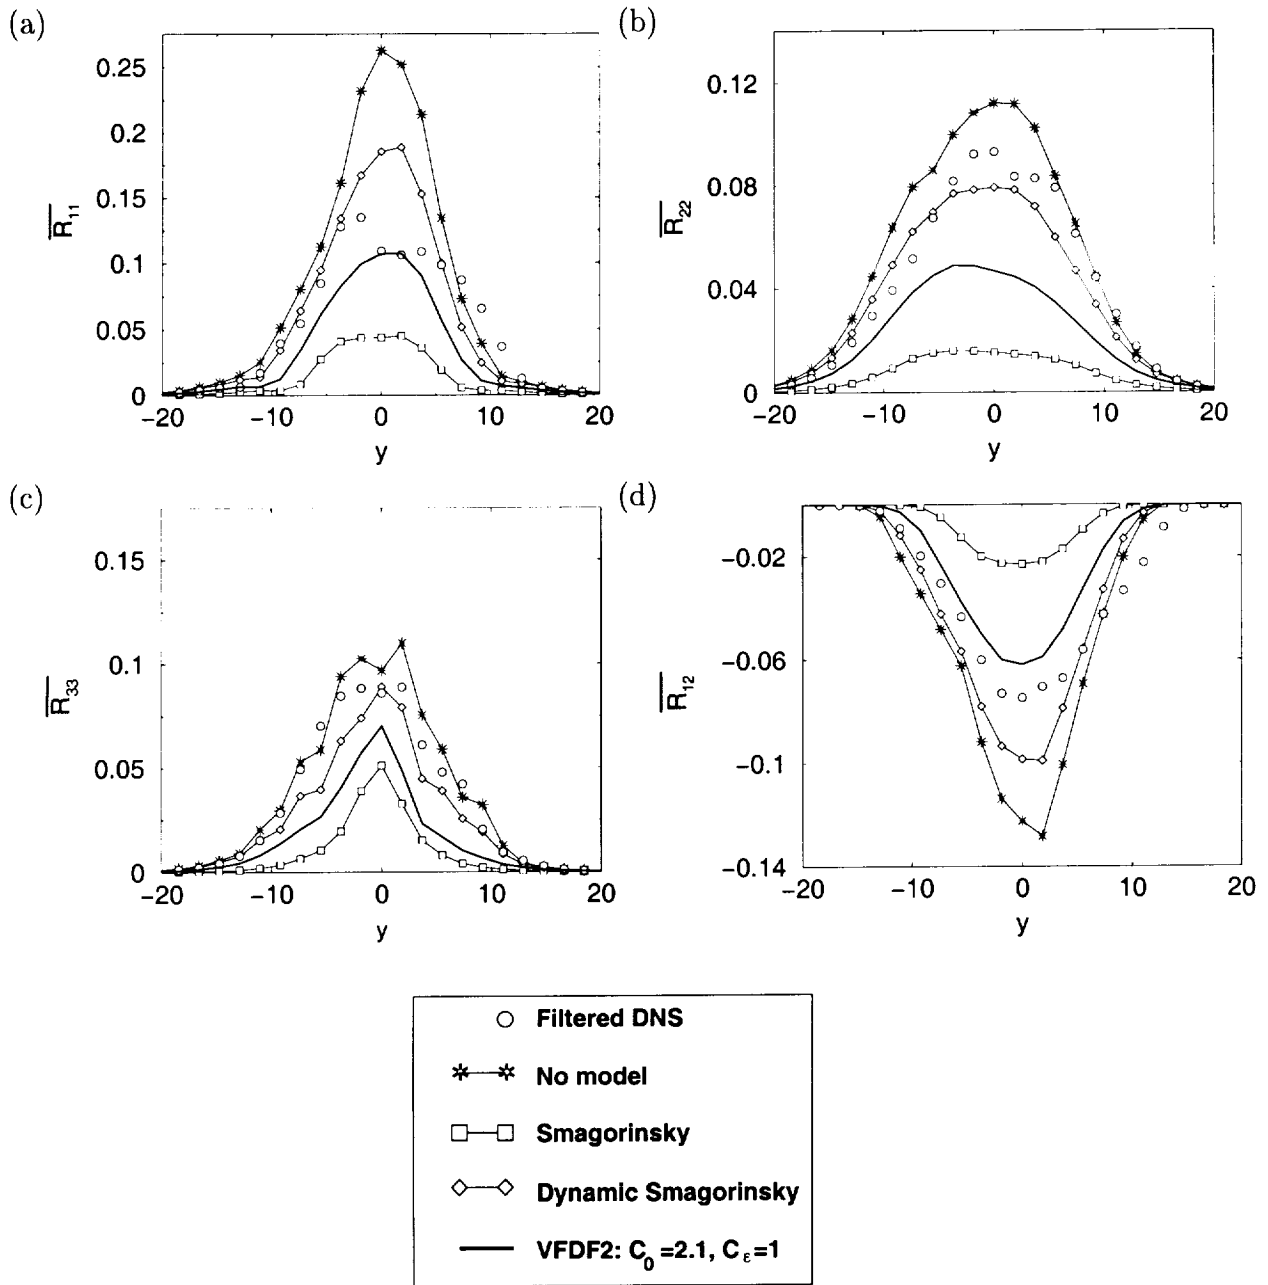 (a)
0.25
0.2
0.15
0.1
0.05
0
R11
−20
−10
0
10
20
y
(b)
0.12
0.08
0.04
0
R22
−20
−10
0
10
20
y
(c)
0.15
0.1
0.05
0
R33
−20
−10
0
10
20
y
(d)
−0.02
−0.06
−0.1
−0.14
R12
−20
−10
0
10
20
y
Filtered DNS
No model
Smagorinsky
Dynamic Smagorinsky
VFDF2: C0 =2.1, Cε=1